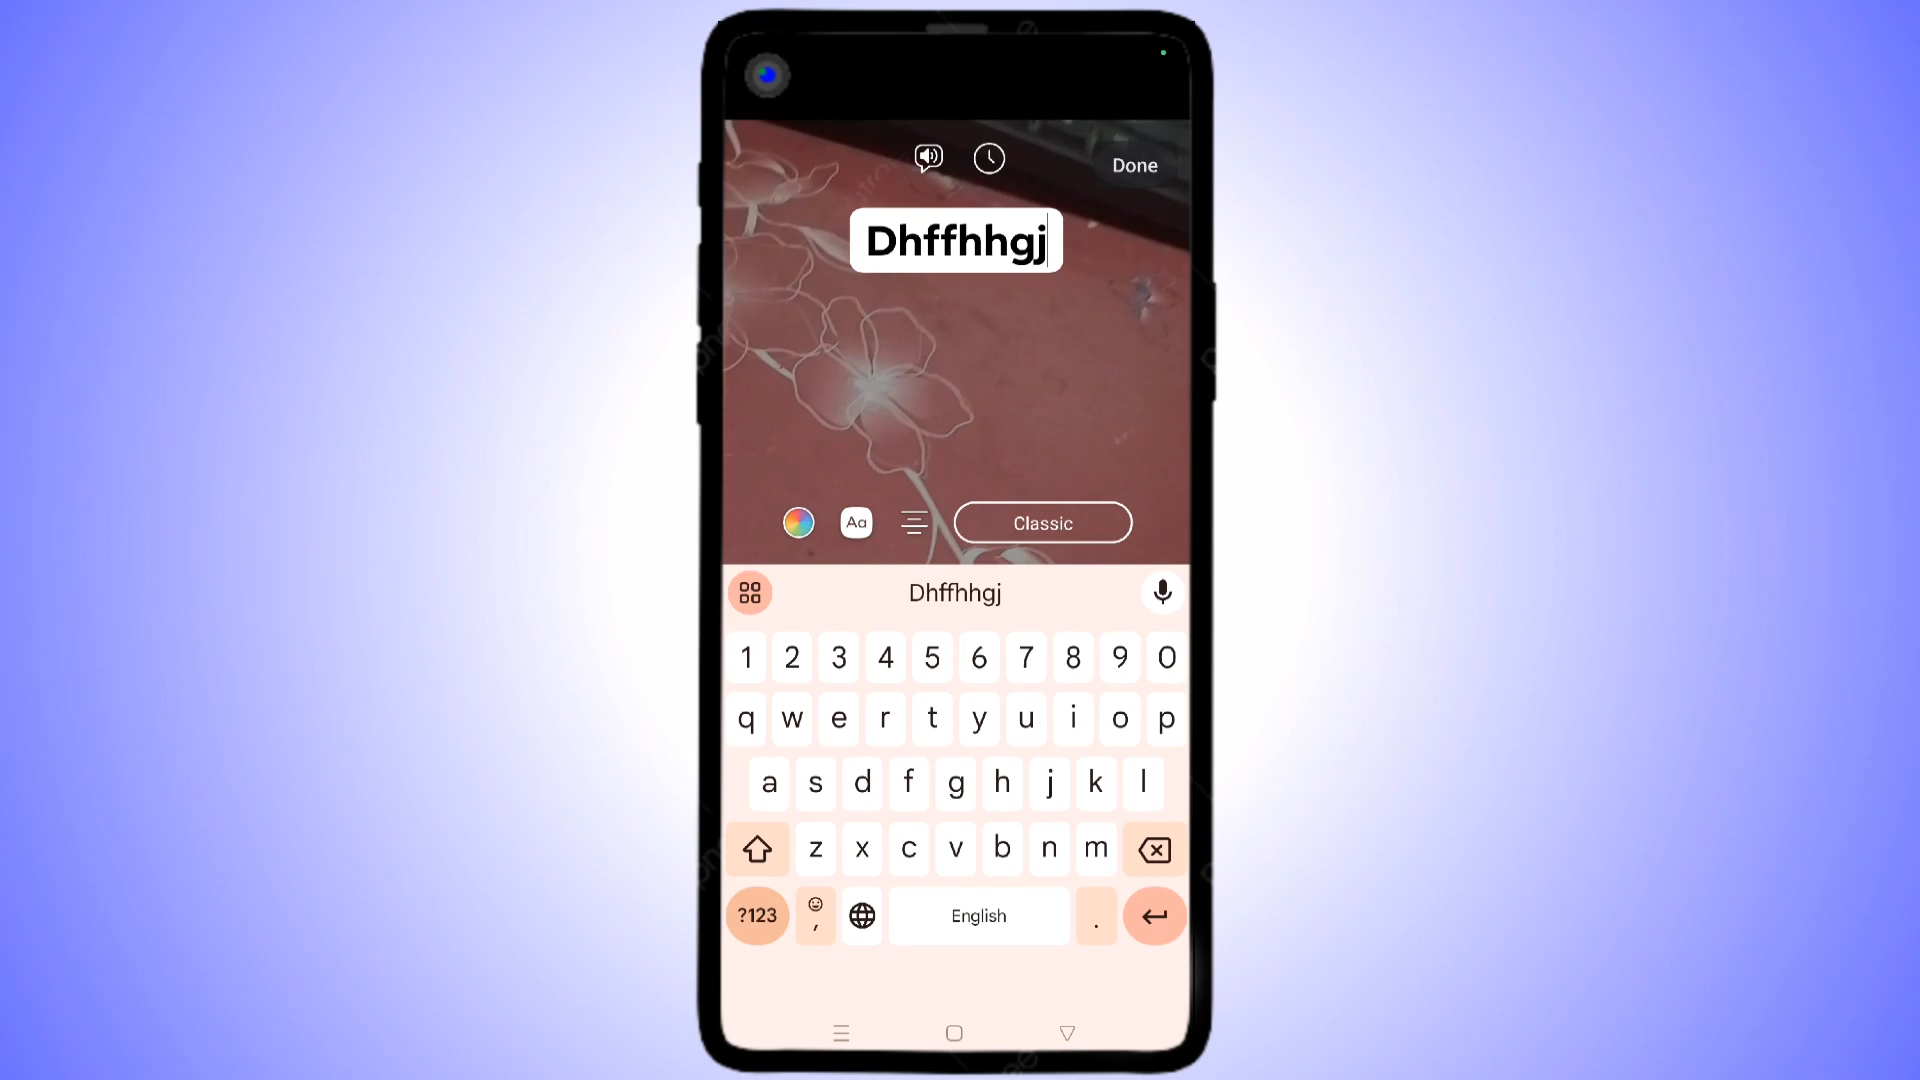 Done
Dhffhhgj
Aa
Classic
Dhffhhgj
1 2 3 4 5 6 7 8 9 0
q w e r t y u i o p
a s d f g h j k l
z x c v b n m
?123 , English .